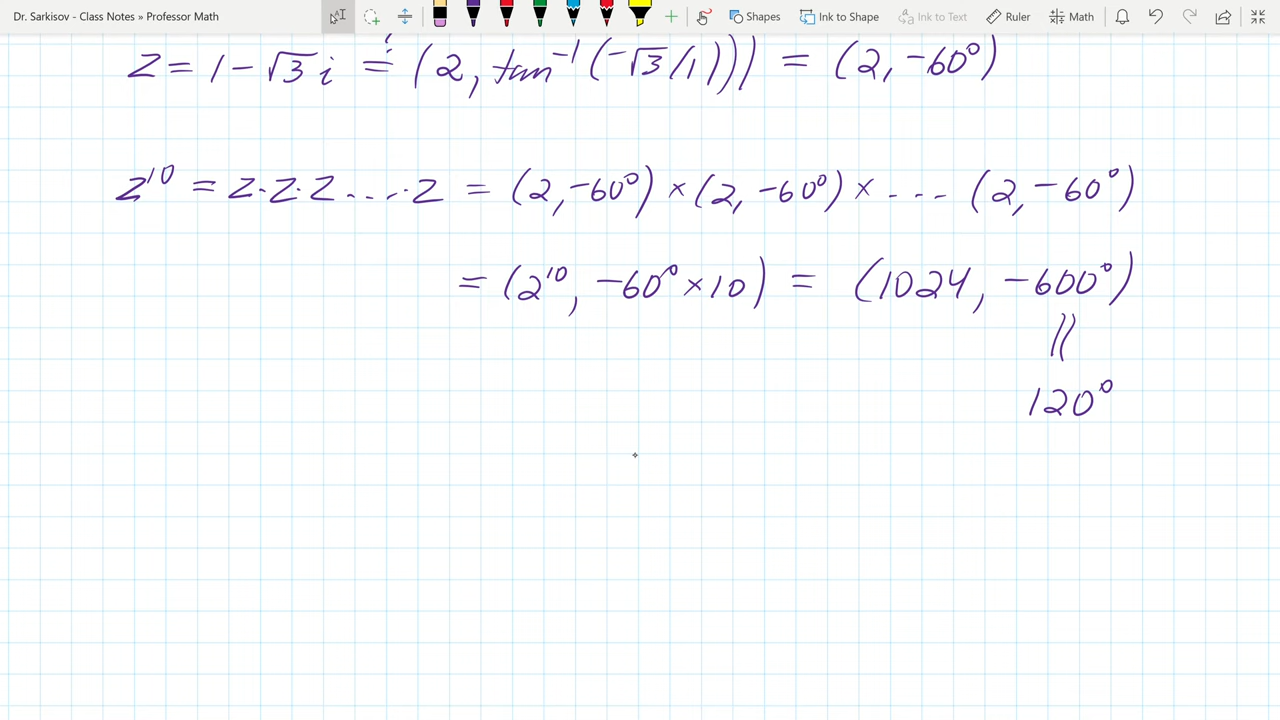 Dr. Sarkisov - Class Notes » Professor Math
Shapes Ink to Shape Ink to Text Ruler Math
z = 1 - √3 i = (2, tan⁻¹(-√3/1))) = (2, -60°)
z¹⁰ = z·z·z·...·z = (2, -60°) × (2, -60°) × ... (2, -60°)
= (2¹⁰, -60° × 10) = (1024, -600°)
||
120°